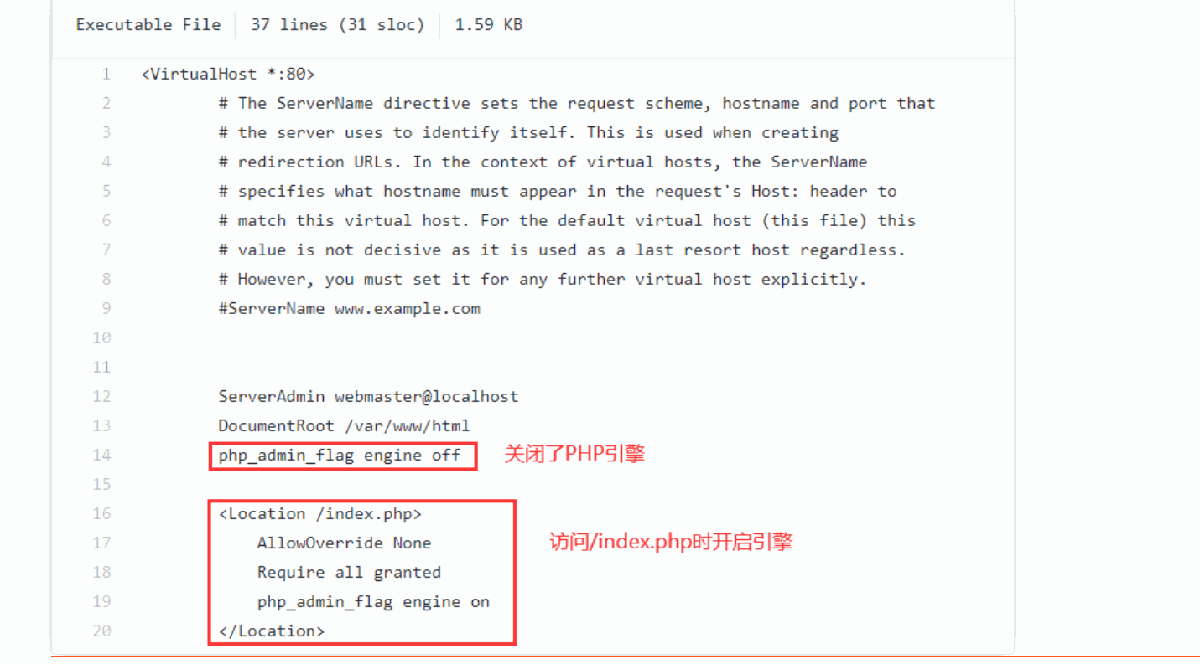 Executable File 37 lines (31 sloc) 1.59 KB
1 <VirtualHost *:80>
2 # The ServerName directive sets the request scheme, hostname and port that
3 # the server uses to identify itself. This is used when creating
4 # redirection URLs. In the context of virtual hosts, the ServerName
5 # specifies what hostname must appear in the request's Host: header to
6 # match this virtual host. For the default virtual host (this file) this
7 # value is not decisive as it is used as a last resort host regardless.
8 # However, you must set it for any further virtual host explicitly.
9 #ServerName www.example.com
10
11
12 ServerAdmin webmaster@localhost
13 DocumentRoot /var/www/html
14 php_admin_flag engine off 关闭了PHP引擎
15
16 <Location /index.php>
17 AllowOverride None 访问/index.php时开启引擎
18 Require all granted
19 php_admin_flag engine on
20 </Location>